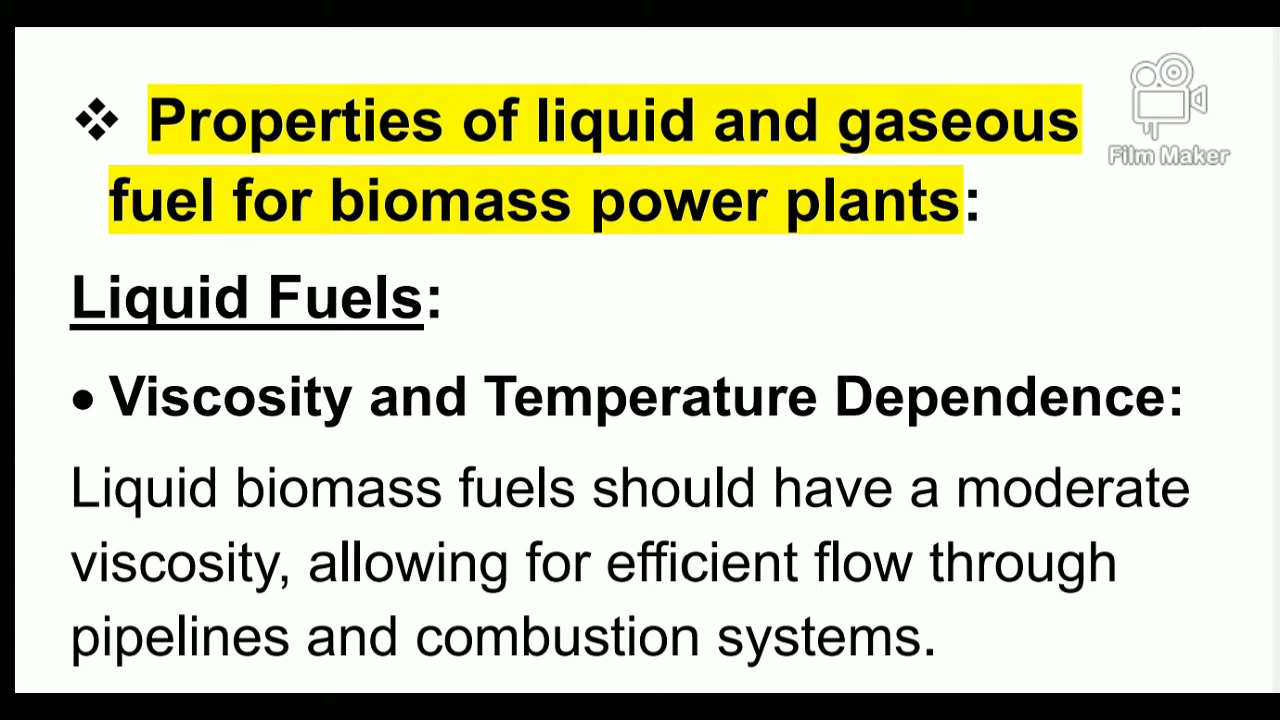 ❖ Properties of liquid and gaseous
Film Maker
fuel for biomass power plants:
Liquid Fuels:
• Viscosity and Temperature Dependence:
Liquid biomass fuels should have a moderate
viscosity, allowing for efficient flow through
pipelines and combustion systems.